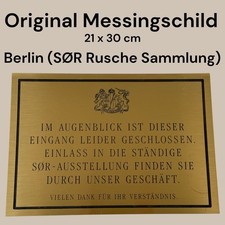 Original Messingschild
21 x 30 cm
Berlin (SØR Rusche Sammlung)
IM AUGENBLICK IST DIESER
EINGANG LEIDER GESCHLOSSEN.
EINLASS IN DIE STÄNDIGE
SØR-AUSSTELLUNG FINDEN SIE
DURCH UNSER GESCHÄFT.
VIELEN DANK FÜR IHR VERSTÄNDNIS.